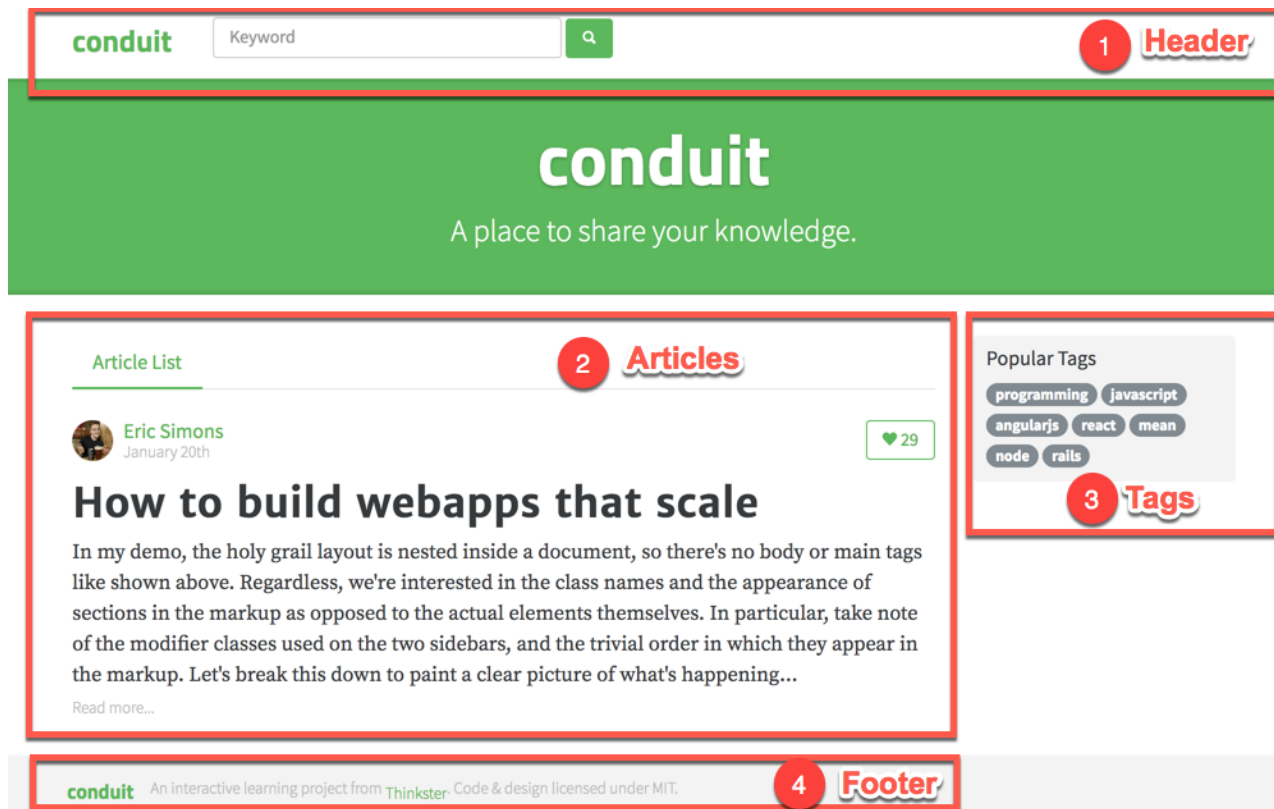 conduit Keyword 1 Header
conduit
A place to share your knowledge.
Article List 2 Articles
Eric Simons
January 20th
29
How to build webapps that scale
In my demo, the holy grail layout is nested inside a document, so there's no body or main tags
like shown above. Regardless, we're interested in the class names and the appearance of
sections in the markup as opposed to the actual elements themselves. In particular, take note
of the modifier classes used on the two sidebars, and the trivial order in which they appear in
the markup. Let's break this down to paint a clear picture of what's happening...
Read more...
Popular Tags
programming javascript
angularjs react mean
node rails
3 Tags
conduit An interactive learning project from Thinkster. Code & design licensed under MIT. 4 Footer